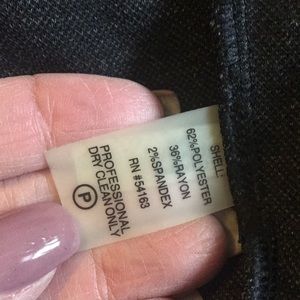 SHELL:
62%POLYESTER
36%RAYON
2%SPANDEX
RN #54163
PROFESSIONAL
DRY CLEAN ONLY
P